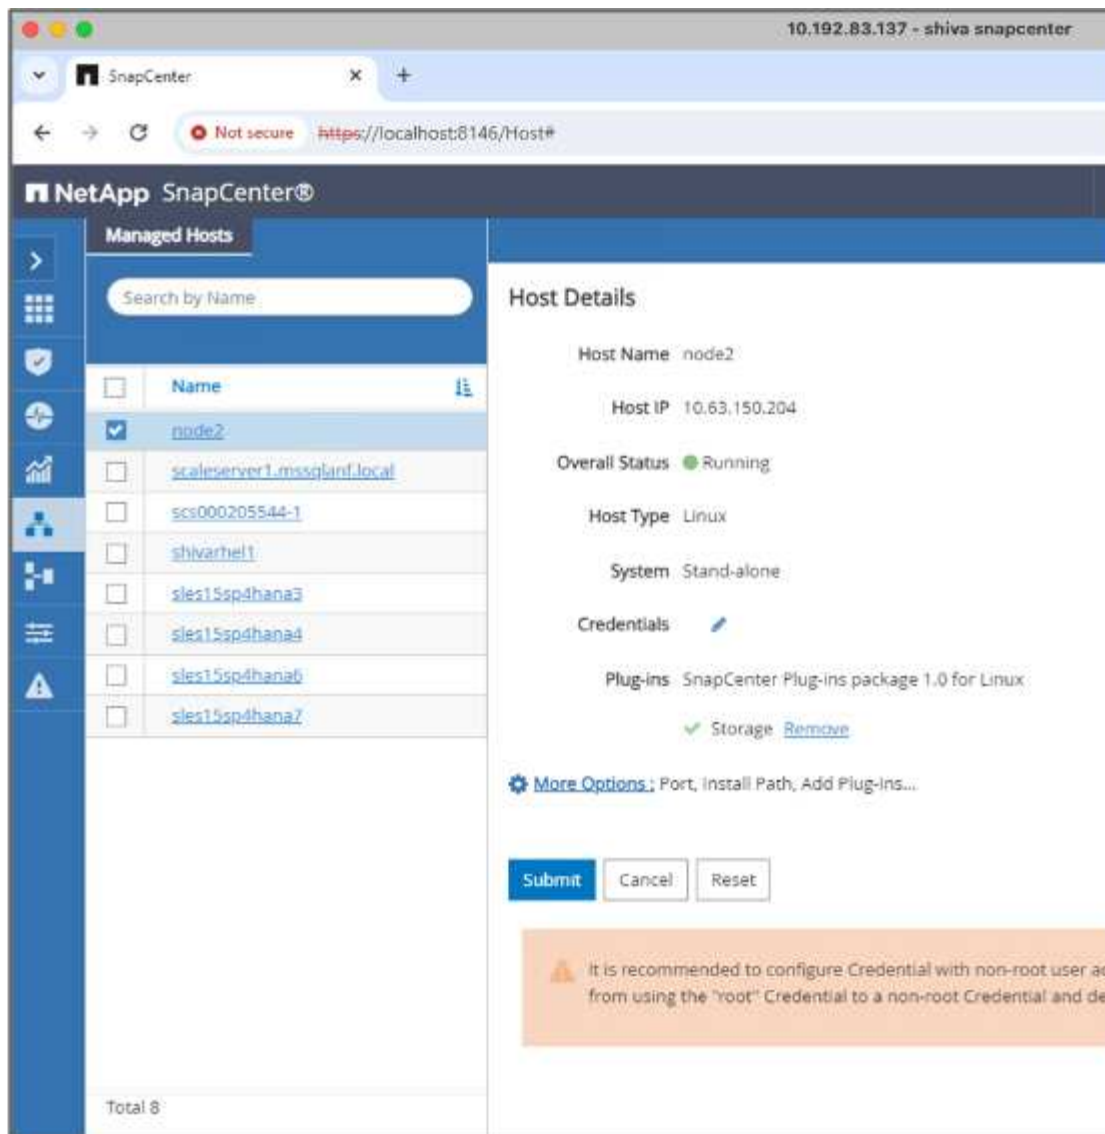 10.192.83.137 - shiva snapcenter
SnapCenter
Not secure https://localhost:8146/Host#
NetApp SnapCenter®
Managed Hosts
Search by Name
Name
node2
scaleserver1.mssqlanf.local
scs000205544-1
shivarhel1
sles15sp4hana3
sles15sp4hana4
sles15sp4hana6
sles15sp4hana7
Total 8
Host Details
Host Name node2
Host IP 10.63.150.204
Overall Status Running
Host Type Linux
System Stand-alone
Credentials
Plug-ins SnapCenter Plug-ins package 1.0 for Linux
Storage Remove
More Options : Port, Install Path, Add Plug-Ins...
Submit Cancel Reset
It is recommended to configure Credential with non-root user
from using the "root" Credential to a non-root Credential and